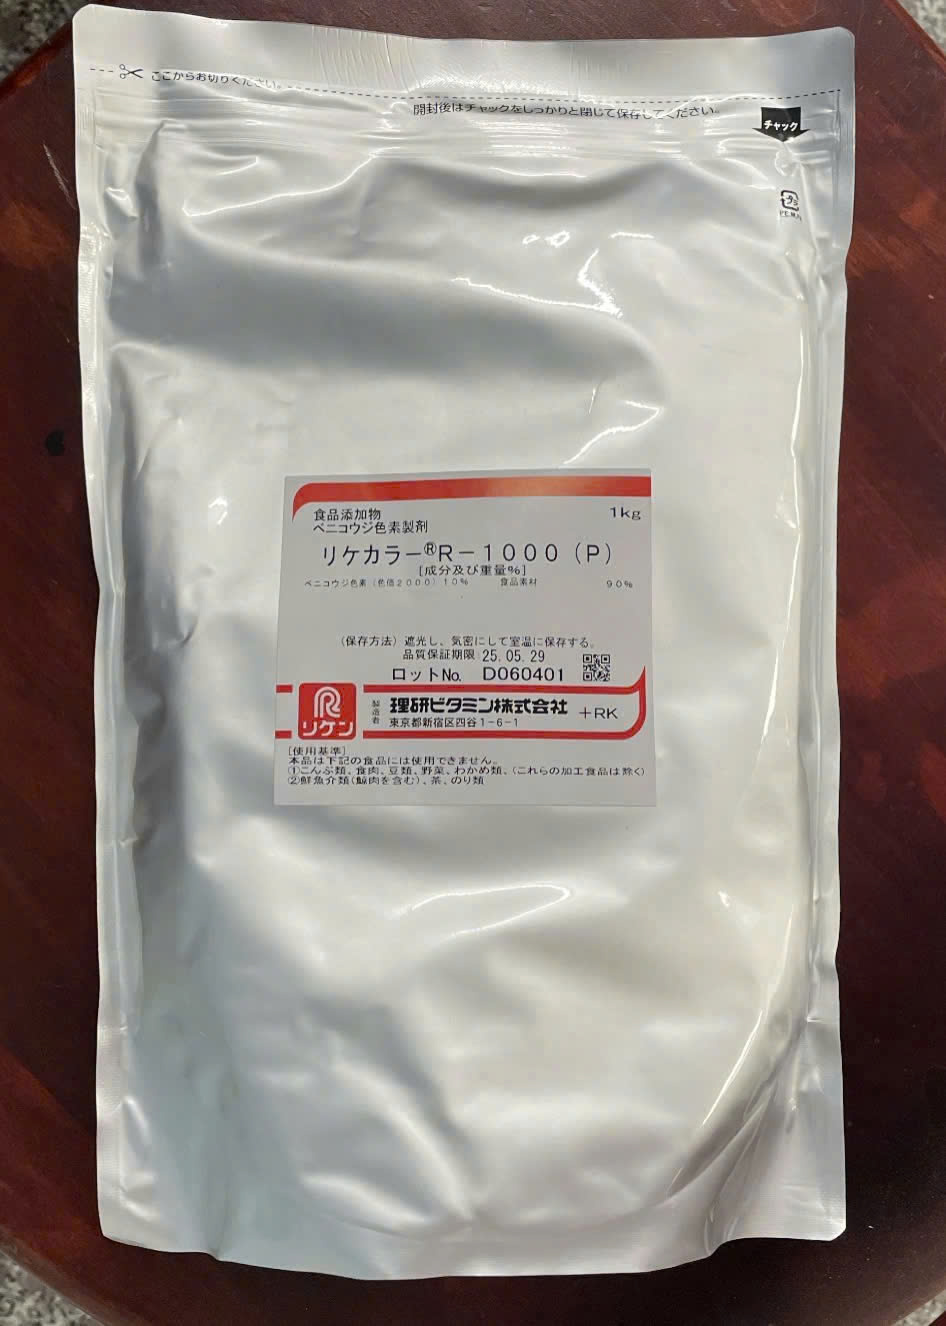 ここからお切りください。
開封後はチャックをしっかりと閉じて保存してください。
チャック
プラ
食品添加物
1kg
ベニコウジ色素製剤
リケカラー®R－1000（P）
[成分及び重量%]
ベニコウジ色素（色価2000）10% 食品素材 90%
（保存方法）遮光し、気密にして室温に保存する。
品質保証期限 25.05.29
ロットNo. D060401
R
リケン
製造者
理研ビタミン株式会社 +RK
東京都新宿区四谷1-6-1
[使用基準]
本品は下記の食品には使用できません。
①こんぶ類、食肉、豆類、野菜、わかめ類、（これらの加工食品は除く）
②鮮魚介類（鯨肉を含む）、茶、のり類